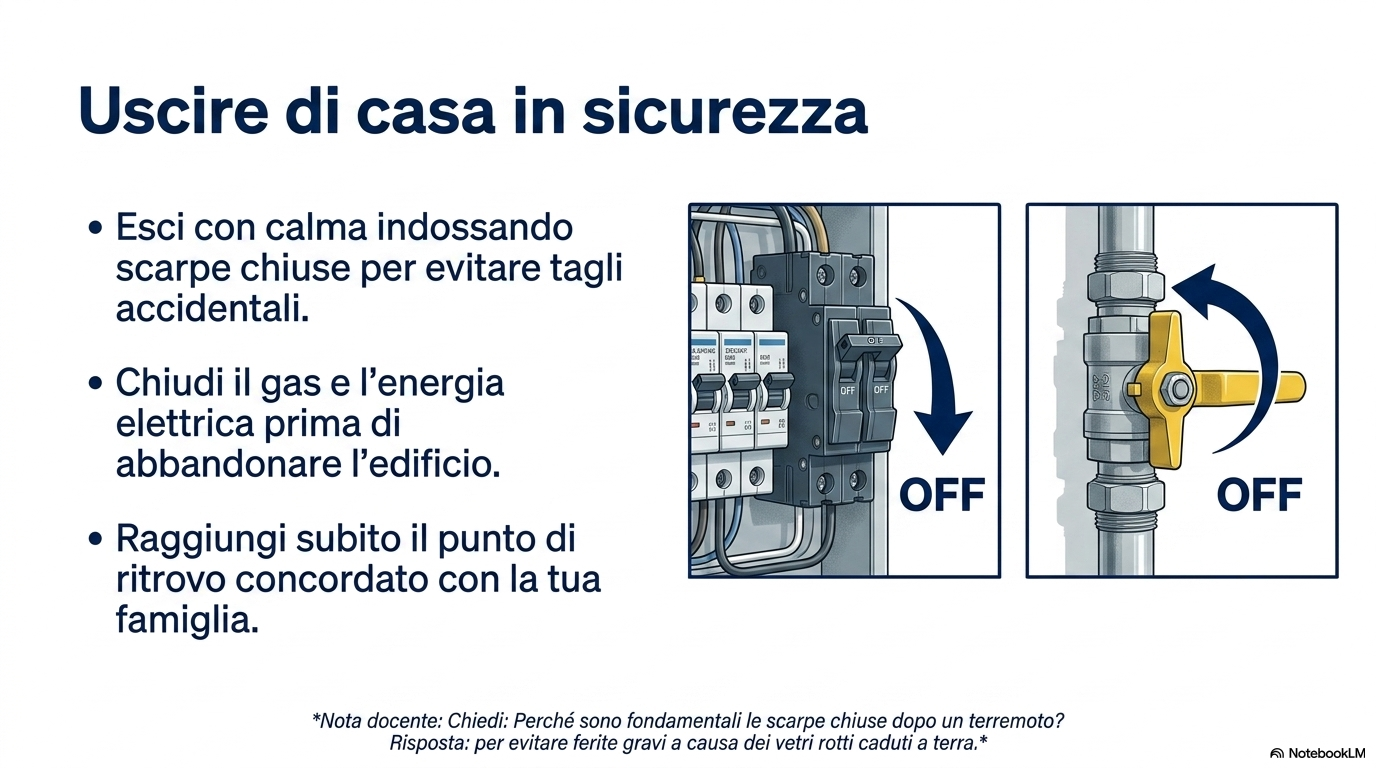 Uscire di casa in sicurezza
• Esci con calma indossando
scarpe chiuse per evitare tagli
accidentali.
• Chiudi il gas e l'energia
elettrica prima di
abbandonare l'edificio.
• Raggiungi subito il punto di
ritrovo concordato con la tua
famiglia.
OFF
OFF
OFF
OFF
*Nota docente: Chiedi: Perché sono fondamentali le scarpe chiuse dopo un terremoto?
Risposta: per evitare ferite gravi a causa dei vetri rotti caduti a terra.*
NotebookLM